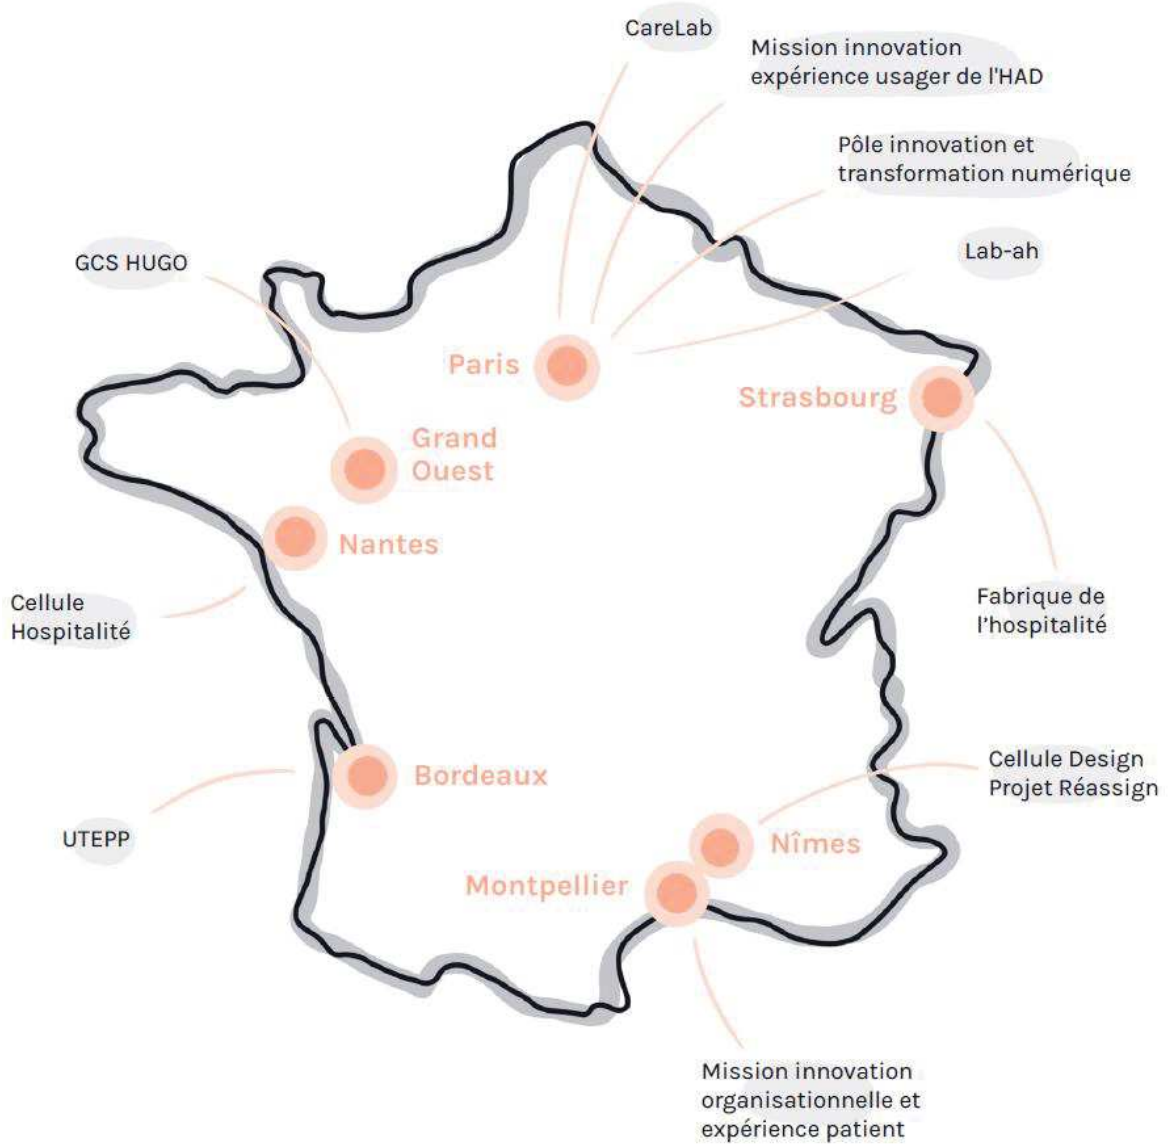 CareLab
Mission innovation
expérience usager de l'HAD
Pôle innovation et
transformation numérique
Lab-ah
GCS HUGO
Paris
Strasbourg
Grand
Ouest
Nantes
Cellule
Hospitalité
Fabrique de
l’hospitalité
Bordeaux
UTEPP
Cellule Design
Projet Réassign
Nîmes
Montpellier
Mission innovation
organisationnelle et
expérience patient